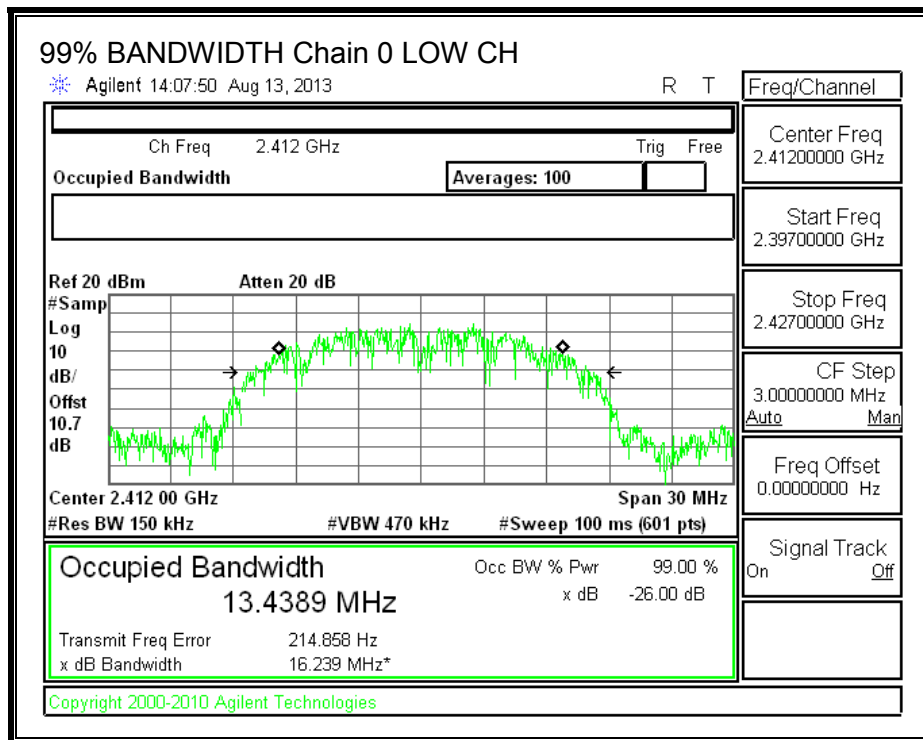 99% BANDWIDTH Chain 0 LOW CH
Agilent 14:07:50 Aug 13, 2013 R T
Freq/Channel
Ch Freq 2.412 GHz Trig Free
Occupied Bandwidth Averages: 100
Center Freq
2.41200000 GHz
Start Freq
2.39700000 GHz
Stop Freq
2.42700000 GHz
CF Step
3.00000000 MHz
Auto Man
Freq Offset
0.00000000 Hz
Signal Track
On Off
Ref 20 dBm Atten 20 dB
#Samp
Log
10
dB/
Offst
10.7
dB
Center 2.412 00 GHz Span 30 MHz
#Res BW 150 kHz #VBW 470 kHz #Sweep 100 ms (601 pts)
Occupied Bandwidth Occ BW % Pwr 99.00 %
13.4389 MHz x dB -26.00 dB
Transmit Freq Error 214.858 Hz
x dB Bandwidth 16.239 MHz*
Copyright 2000-2010 Agilent Technologies